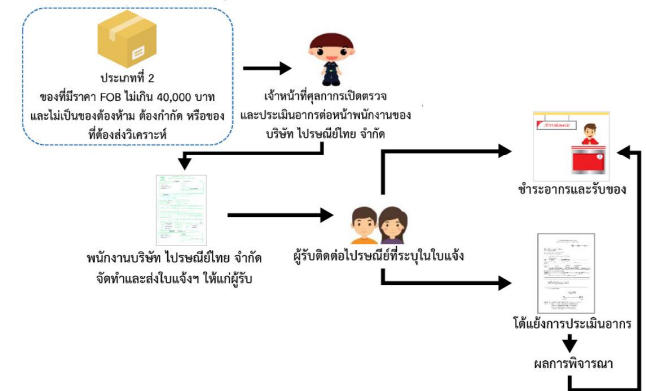 ประเภทที่ 2
ของที่มีราคา FOB ไม่เกิน 40,000 บาท
และไม่เป็นของต้องห้าม ต้องกำกัด หรือของ
ที่ต้องส่งวิเคราะห์
เจ้าหน้าที่ศุลกากรเปิดตรวจ
และประเมินอากรต่อหน้าพนักงานของ
บริษัท ไปรษณีย์ไทย จำกัด
พนักงานบริษัท ไปรษณีย์ไทย จำกัด
จัดทำและส่งใบแจ้งฯ ให้แก่ผู้รับ
ผู้รับติดต่อไปรษณีย์ที่ระบุในใบแจ้ง
ชำระอากรและรับของ
โต้แย้งการประเมินอากร
ผลการพิจารณา